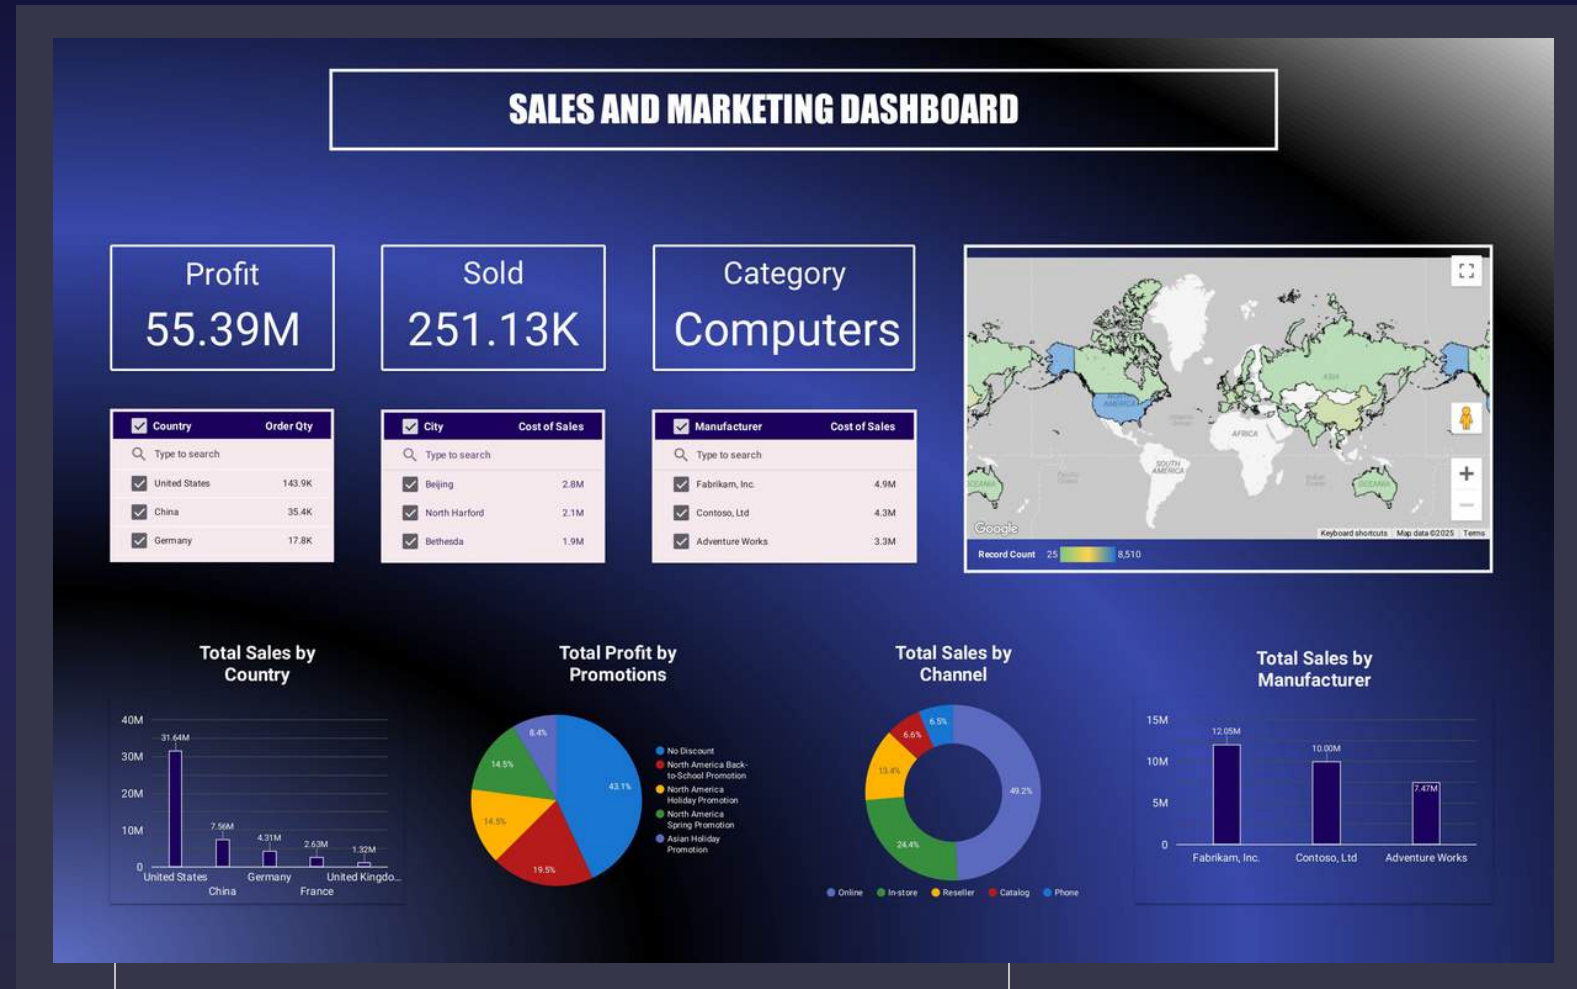 SALES AND MARKETING DASHBOARD
Profit
55.39M
Sold
251.13K
Category
Computers
Country Order Qty
Type to search
United States 143.9K
China 35.4K
Germany 17.8K
City Cost of Sales
Type to search
Beijing 2.8M
North Harford 2.1M
Bethesda 1.9M
Manufacturer Cost of Sales
Type to search
Fabrikam, Inc. 4.9M
Contoso, Ltd 4.3M
Adventure Works 3.3M
ASIA
NORTH
AMERICA
AFRICA
SOUTH
AMERICA
OCEANIA
OCEANIA
Google
Keyboard shortcuts Map data ©2025 Terms
Record Count 25 8,510
Total Sales by
Country
40M
30M
20M
10M
0
31.64M
7.56M
4.31M
2.63M
1.32M
United States
China
Germany
France
United Kingdo...
Total Profit by
Promotions
8.4%
14.5%
43.1%
14.5%
19.5%
No Discount
North America Back-
to-School Promotion
North America
Holiday Promotion
North America
Spring Promotion
Asian Holiday
Promotion
Total Sales by
Channel
6.5%
6.6%
13.4%
49.2%
24.4%
Online In-store Reseller Catalog Phone
Total Sales by
Manufacturer
15M
10M
5M
0
12.05M
10.00M
7.47M
Fabrikam, Inc. Contoso, Ltd Adventure Works